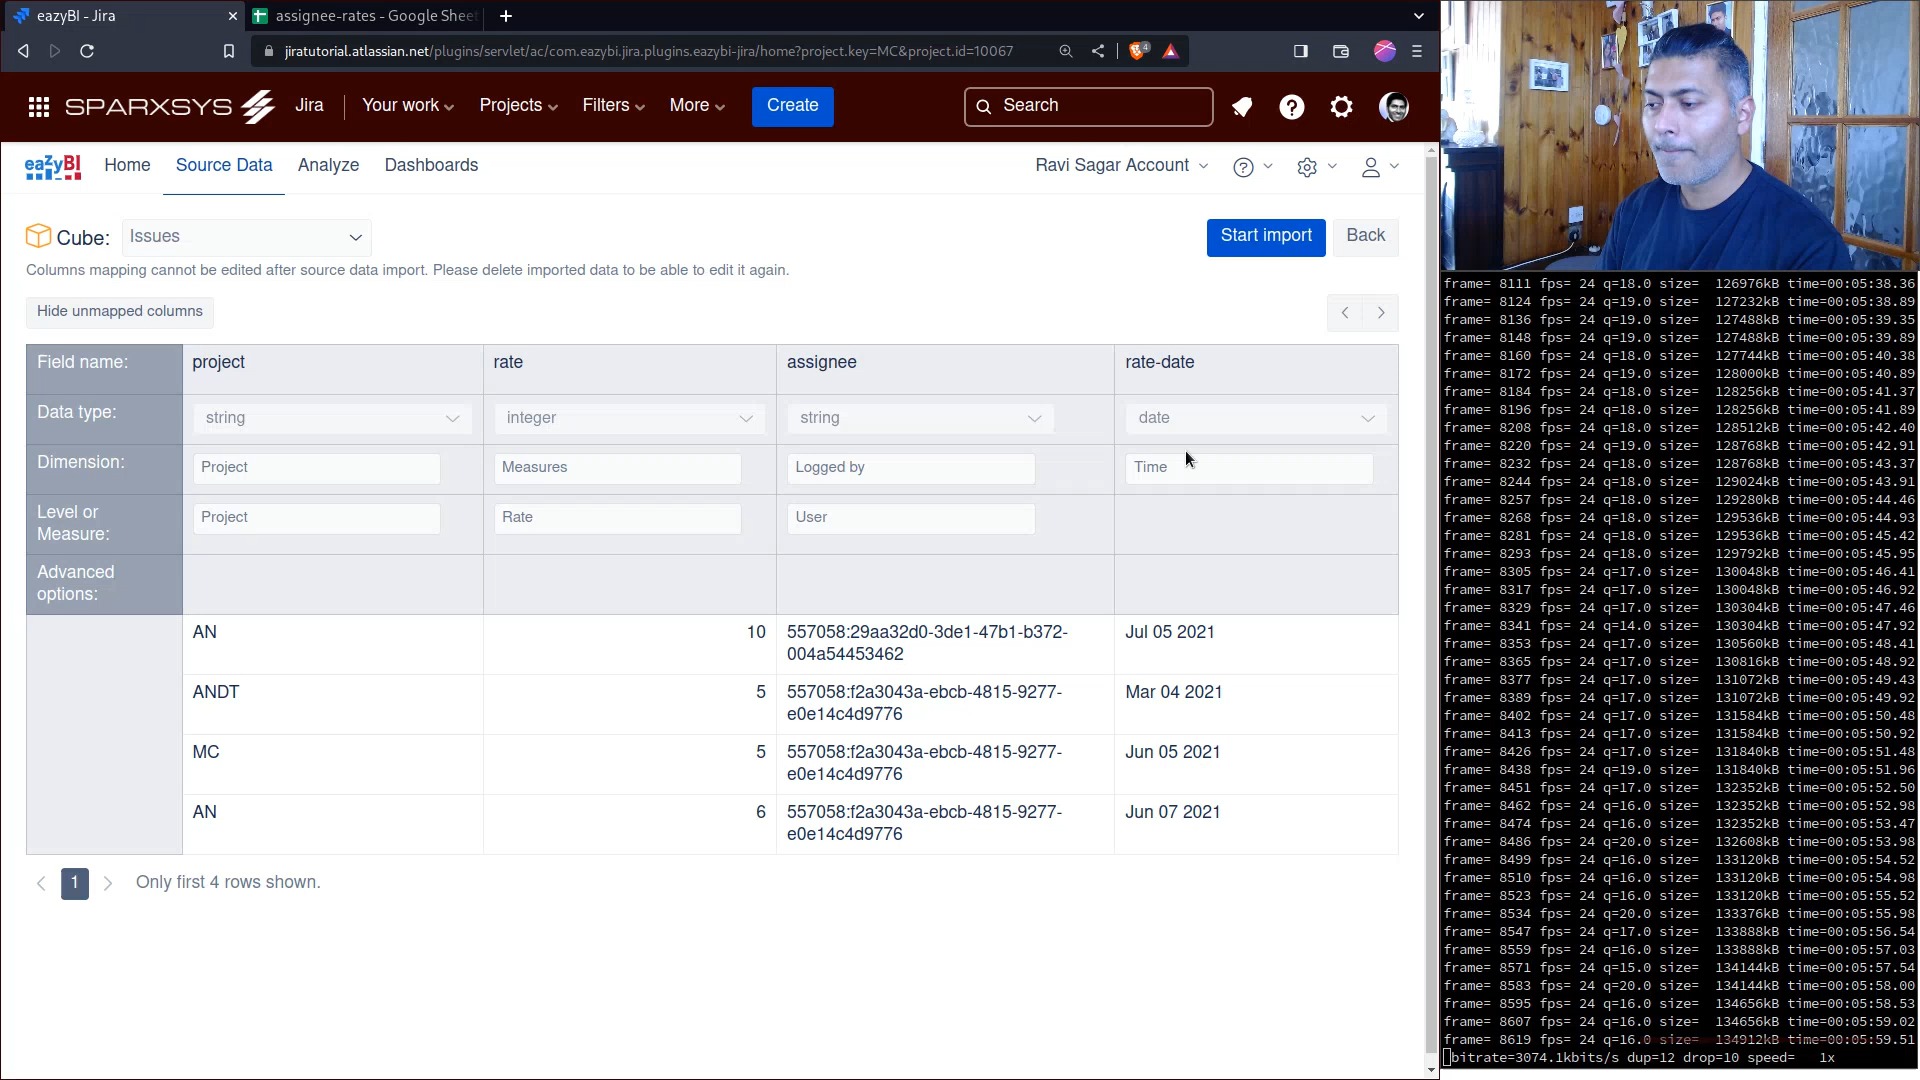 eazyBI - Jira
assignee-rates - Google Sheet
jiratutorial.atlassian.net/plugins/servlet/ac/com.eazybi.jira.plugins.eazybi-jira/home?project.key=MC&project.id=10067
4
SPARXSYS Jira Your work Projects Filters More Create Search
eazyBI Home Source Data Analyze Dashboards Ravi Sagar Account
Cube: Issues Start import Back
Columns mapping cannot be edited after source data import. Please delete imported data to be able to edit it again.
Hide unmapped columns
Field name: project rate assignee rate-date
Data type: string integer string date
Dimension: Project Measures Logged by Time
Level or
Measure: Project Rate User
Advanced
options:
AN 10 557058:29aa32d0-3de1-47b1-b372-
004a54453462 Jul 05 2021
ANDT 5 557058:f2a3043a-ebcb-4815-9277-
e0e14c4d9776 Mar 04 2021
MC 5 557058:f2a3043a-ebcb-4815-9277-
e0e14c4d9776 Jun 05 2021
AN 6 557058:f2a3043a-ebcb-4815-9277-
e0e14c4d9776 Jun 07 2021
1 Only first 4 rows shown.
frame= 8111 fps= 24 q=18.0 size= 126976kB time=00:05:38.36
frame= 8124 fps= 24 q=19.0 size= 127232kB time=00:05:38.89
frame= 8136 fps= 24 q=19.0 size= 127488kB time=00:05:39.35
frame= 8148 fps= 24 q=19.0 size= 127488kB time=00:05:39.89
frame= 8160 fps= 24 q=18.0 size= 127744kB time=00:05:40.38
frame= 8172 fps= 24 q=19.0 size= 128000kB time=00:05:40.89
frame= 8184 fps= 24 q=18.0 size= 128256kB time=00:05:41.37
frame= 8196 fps= 24 q=18.0 size= 128256kB time=00:05:41.89
frame= 8208 fps= 24 q=18.0 size= 128512kB time=00:05:42.40
frame= 8220 fps= 24 q=19.0 size= 128768kB time=00:05:42.91
frame= 8232 fps= 24 q=18.0 size= 128768kB time=00:05:43.37
frame= 8244 fps= 24 q=18.0 size= 129024kB time=00:05:43.91
frame= 8257 fps= 24 q=18.0 size= 129280kB time=00:05:44.46
frame= 8268 fps= 24 q=18.0 size= 129536kB time=00:05:44.93
frame= 8281 fps= 24 q=18.0 size= 129536kB time=00:05:45.42
frame= 8293 fps= 24 q=18.0 size= 129792kB time=00:05:45.95
frame= 8305 fps= 24 q=17.0 size= 130048kB time=00:05:46.41
frame= 8317 fps= 24 q=17.0 size= 130048kB time=00:05:46.92
frame= 8329 fps= 24 q=17.0 size= 130304kB time=00:05:47.46
frame= 8341 fps= 24 q=14.0 size= 130304kB time=00:05:47.92
frame= 8353 fps= 24 q=17.0 size= 130560kB time=00:05:48.41
frame= 8365 fps= 24 q=17.0 size= 130816kB time=00:05:48.92
frame= 8377 fps= 24 q=17.0 size= 131072kB time=00:05:49.43
frame= 8389 fps= 24 q=17.0 size= 131072kB time=00:05:49.92
frame= 8402 fps= 24 q=17.0 size= 131584kB time=00:05:50.48
frame= 8413 fps= 24 q=17.0 size= 131584kB time=00:05:50.92
frame= 8426 fps= 24 q=17.0 size= 131840kB time=00:05:51.48
frame= 8438 fps= 24 q=19.0 size= 131840kB time=00:05:51.96
frame= 8451 fps= 24 q=17.0 size= 132352kB time=00:05:52.50
frame= 8462 fps= 24 q=16.0 size= 132352kB time=00:05:52.98
frame= 8474 fps= 24 q=16.0 size= 132352kB time=00:05:53.47
frame= 8486 fps= 24 q=20.0 size= 132608kB time=00:05:53.98
frame= 8499 fps= 24 q=16.0 size= 133120kB time=00:05:54.52
frame= 8510 fps= 24 q=16.0 size= 133120kB time=00:05:54.98
frame= 8523 fps= 24 q=16.0 size= 133120kB time=00:05:55.52
frame= 8534 fps= 24 q=20.0 size= 133376kB time=00:05:55.98
frame= 8547 fps= 24 q=17.0 size= 133888kB time=00:05:56.54
frame= 8559 fps= 24 q=16.0 size= 133888kB time=00:05:57.03
frame= 8571 fps= 24 q=15.0 size= 134144kB time=00:05:57.54
frame= 8583 fps= 24 q=20.0 size= 134144kB time=00:05:58.00
frame= 8595 fps= 24 q=16.0 size= 134656kB time=00:05:58.53
frame= 8607 fps= 24 q=16.0 size= 134656kB time=00:05:59.02
frame= 8619 fps= 24 q=16.0 size= 134912kB time=00:05:59.51
bitrate=3074.1kbits/s dup=12 drop=10 speed= 1x